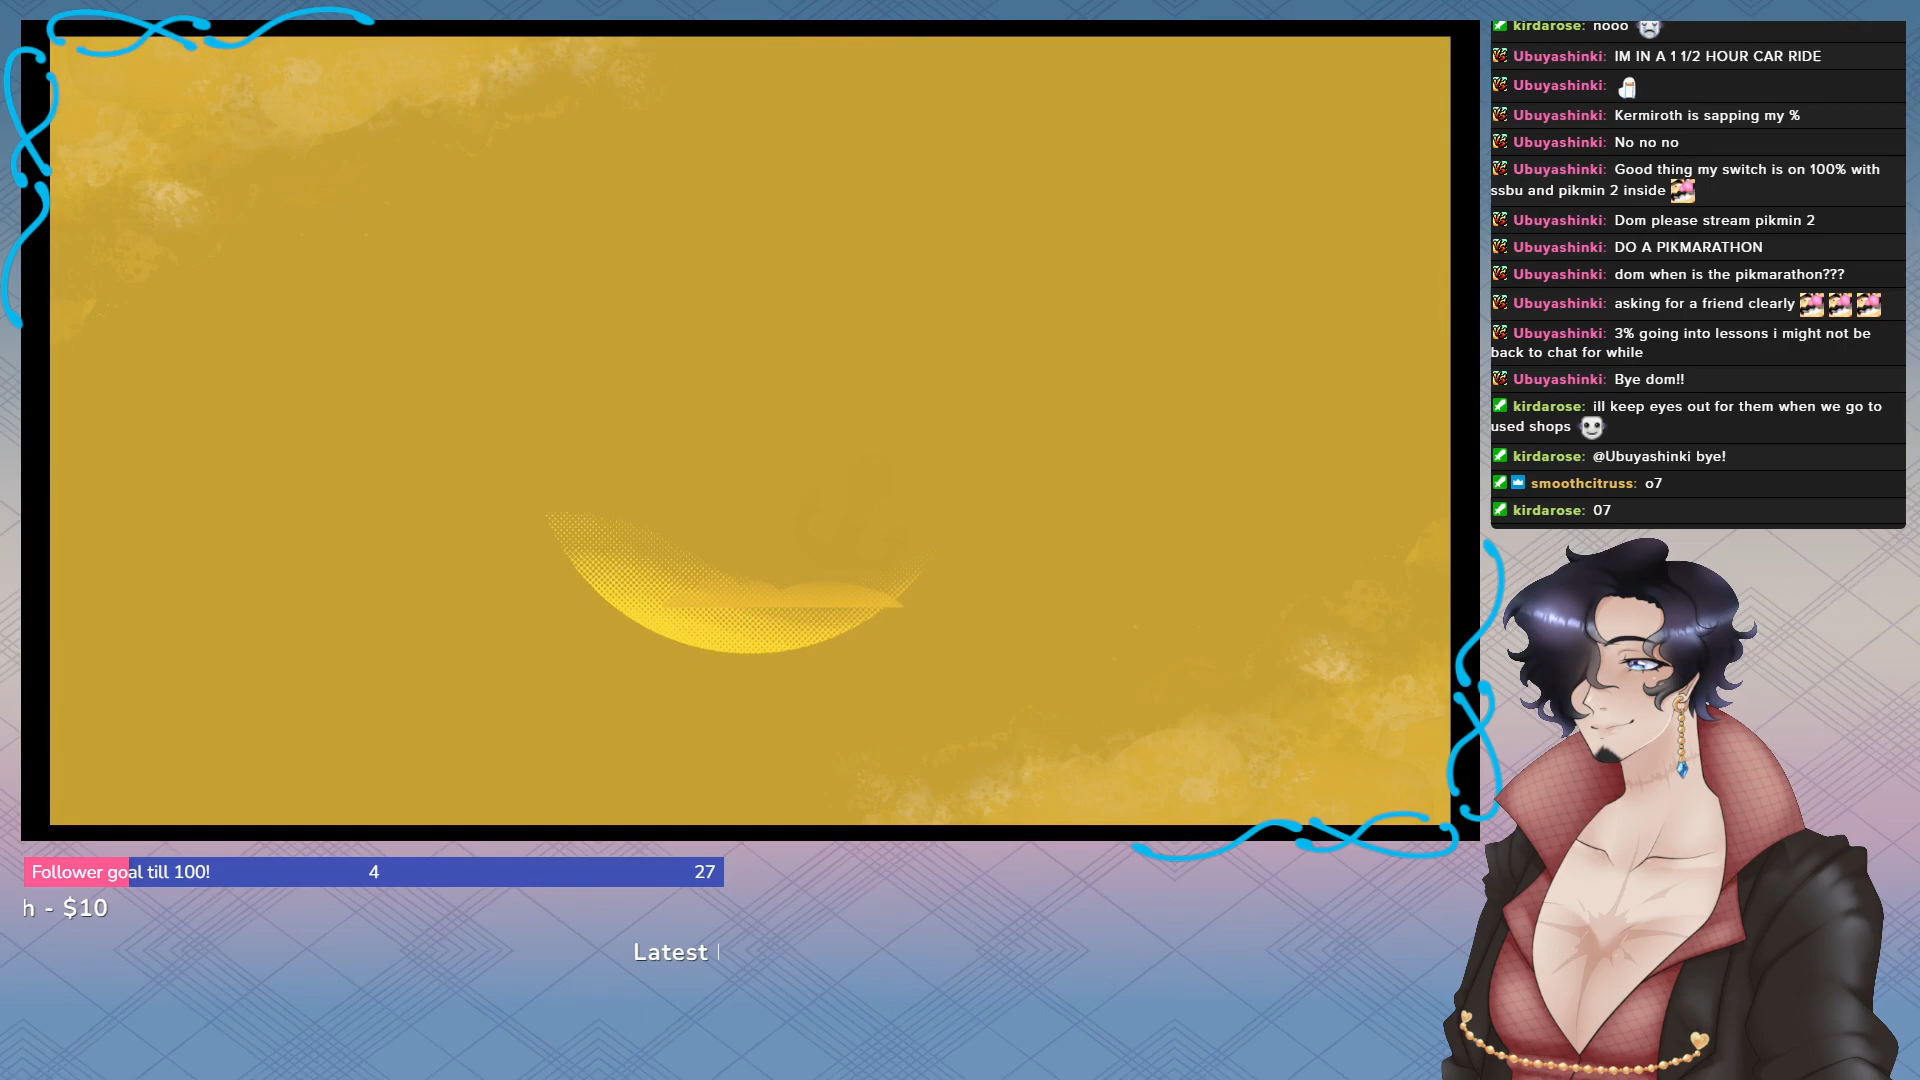 kirdarose: nooo
Ubuyashinki: IM IN A 1 1/2 HOUR CAR RIDE
Ubuyashinki:
Ubuyashinki: Kermiroth is sapping my %
Ubuyashinki: No no no
Ubuyashinki: Good thing my switch is on 100% with
ssbu and pikmin 2 inside
Ubuyashinki: Dom please stream pikmin 2
Ubuyashinki: DO A PIKMARATHON
Ubuyashinki: dom when is the pikmarathon???
Ubuyashinki: asking for a friend clearly
Ubuyashinki: 3% going into lessons i might not be
back to chat for while
Ubuyashinki: Bye dom!!
kirdarose: ill keep eyes out for them when we go to
used shops
kirdarose: @Ubuyashinki bye!
smoothcitruss: o7
kirdarose: 07
Follower goal till 100! 4 27
h - $10
Latest